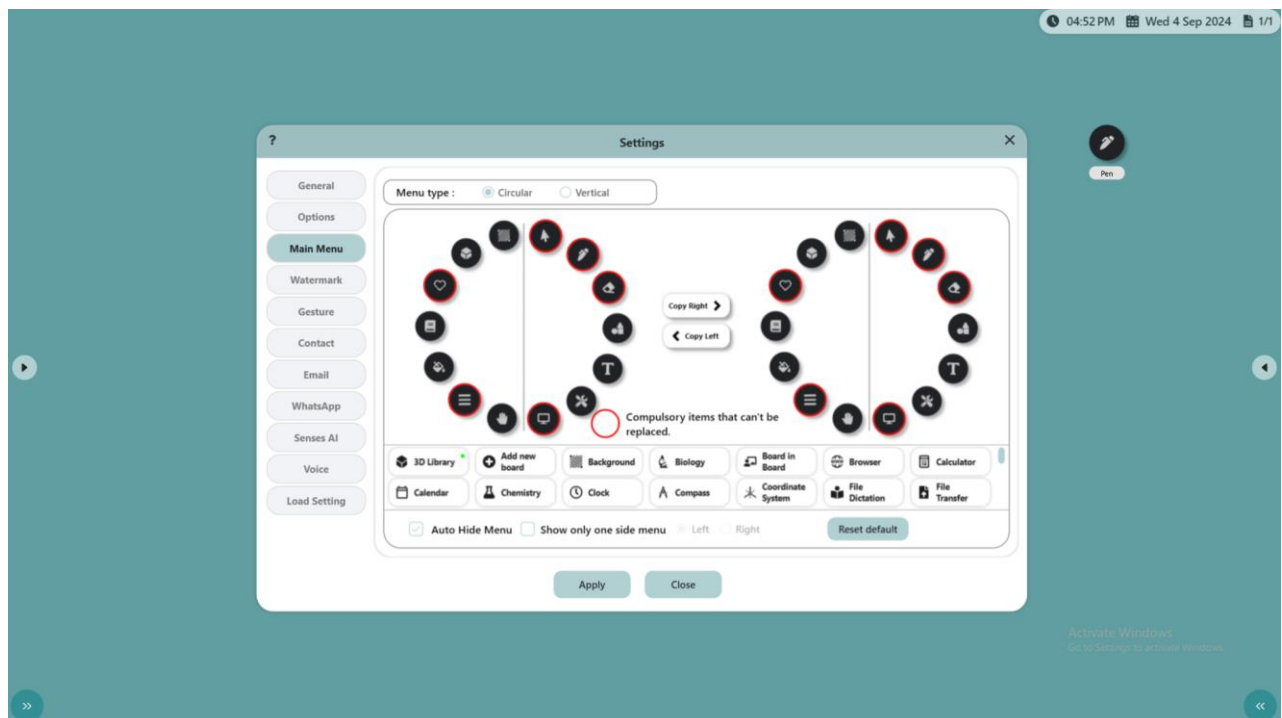 04:52 PM Wed 4 Sep 2024 1/1
? Settings
Pen
General
Options
Main Menu
Watermark
Gesture
Contact
Email
WhatsApp
Senses AI
Voice
Load Setting
Menu type : Circular Vertical
Copy Right
Copy Left
T
T
Compulsory items that can't be
replaced.
3D Library
Add new
board
Background
Biology
Board in
Board
Browser
Calculator
Calendar
Chemistry
Clock
Compass
Coordinate
System
File
Dictation
File
Transfer
Auto Hide Menu Show only one side menu Left Right
Reset default
Apply Close
Activate Windows
Go to Settings to activate Windows.